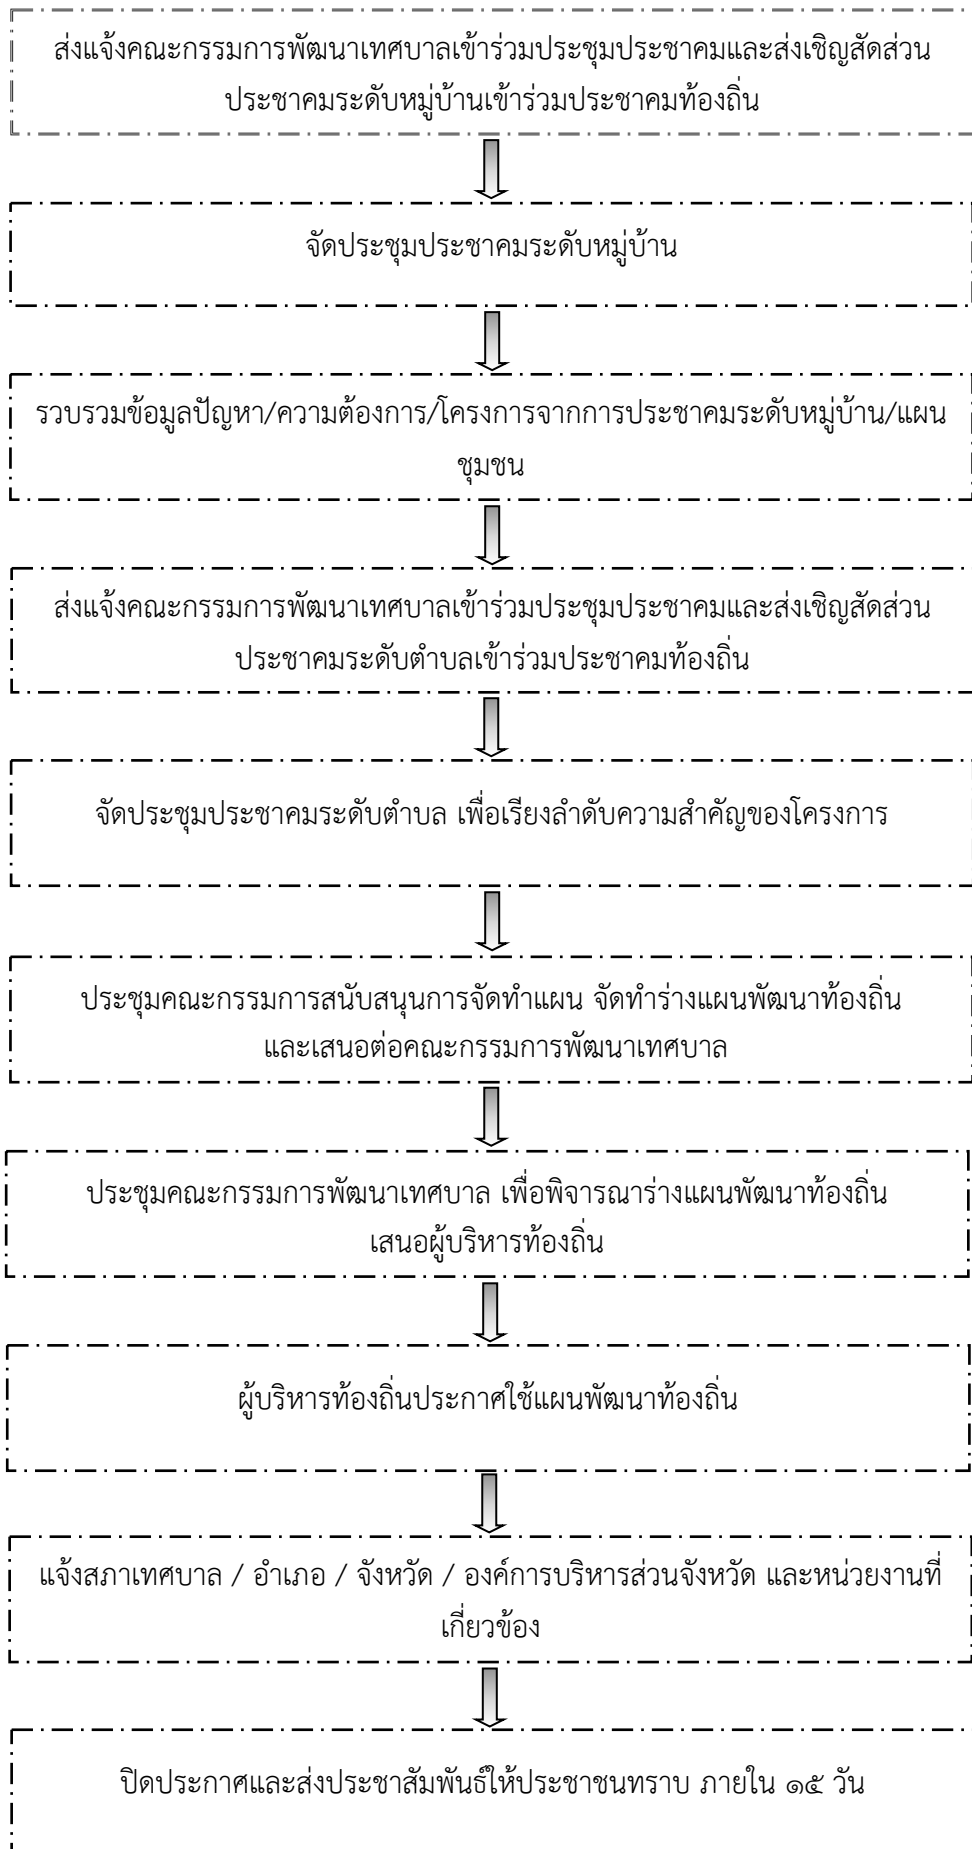 ส่งแจ้งคณะกรรมการพัฒนาเทศบาลเข้าร่วมประชุมประชาคมและส่งเชิญสัดส่วน
ประชาคมระดับหมู่บ้านเข้าร่วมประชาคมท้องถิ่น
จัดประชุมประชาคมระดับหมู่บ้าน
รวบรวมข้อมูลปัญหา/ความต้องการ/โครงการจากการประชาคมระดับหมู่บ้าน/แผน
ชุมชน
ส่งแจ้งคณะกรรมการพัฒนาเทศบาลเข้าร่วมประชุมประชาคมและส่งเชิญสัดส่วน
ประชาคมระดับตำบลเข้าร่วมประชาคมท้องถิ่น
จัดประชุมประชาคมระดับตำบล เพื่อเรียงลำดับความสำคัญของโครงการ
ประชุมคณะกรรมการสนับสนุนการจัดทำแผน จัดทำร่างแผนพัฒนาท้องถิ่น
และเสนอต่อคณะกรรมการพัฒนาเทศบาล
ประชุมคณะกรรมการพัฒนาเทศบาล เพื่อพิจารณาร่างแผนพัฒนาท้องถิ่น
เสนอผู้บริหารท้องถิ่น
ผู้บริหารท้องถิ่นประกาศใช้แผนพัฒนาท้องถิ่น
แจ้งสภาเทศบาล / อำเภอ / จังหวัด / องค์การบริหารส่วนจังหวัด และหน่วยงานที่
เกี่ยวข้อง
ปิดประกาศและส่งประชาสัมพันธ์ให้ประชาชนทราบ ภายใน ๑๕ วัน